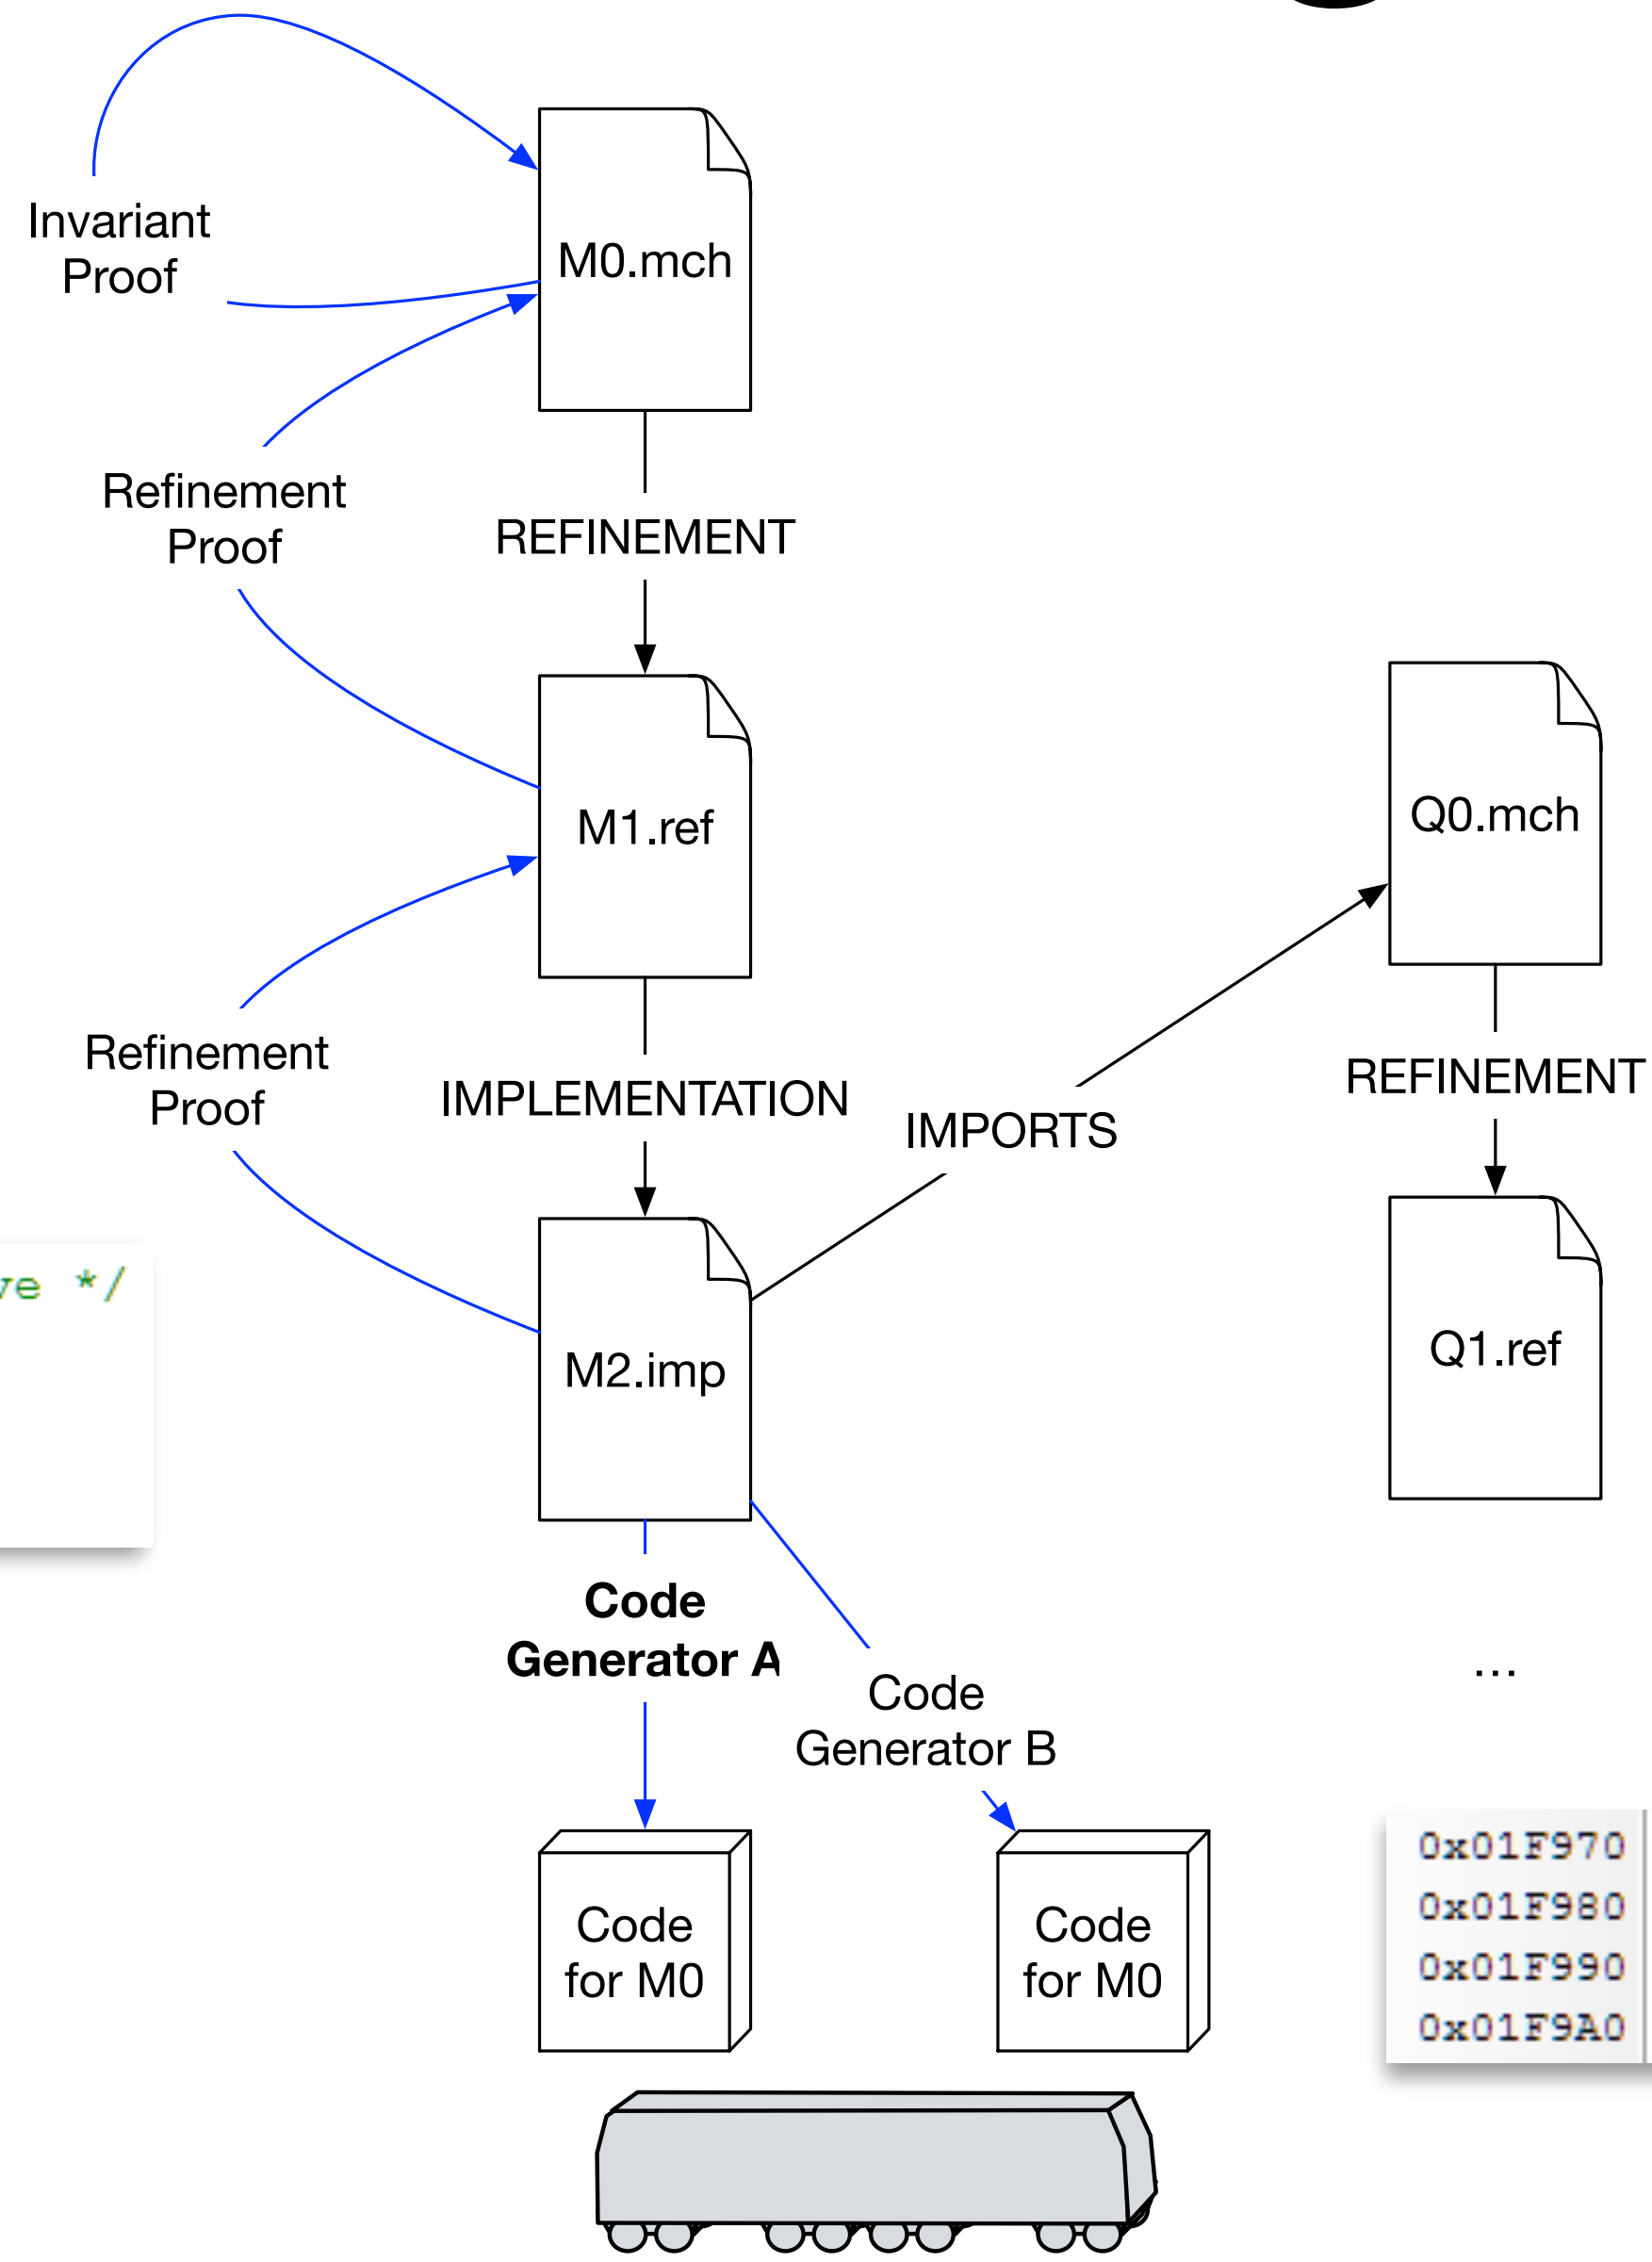 Invariant
Proof
M0.mch
Refinement
Proof
REFINEMENT
M1.ref
Q0.mch
Refinement
Proof
IMPLEMENTATION
IMPORTS
REFINEMENT
*/
M2.imp
Q1.ref
Code
Generator A
Code
Generator B
...
Code
for M0
Code
for M0
0x01F970
0x01F980
0x01F990
0x01F9A0